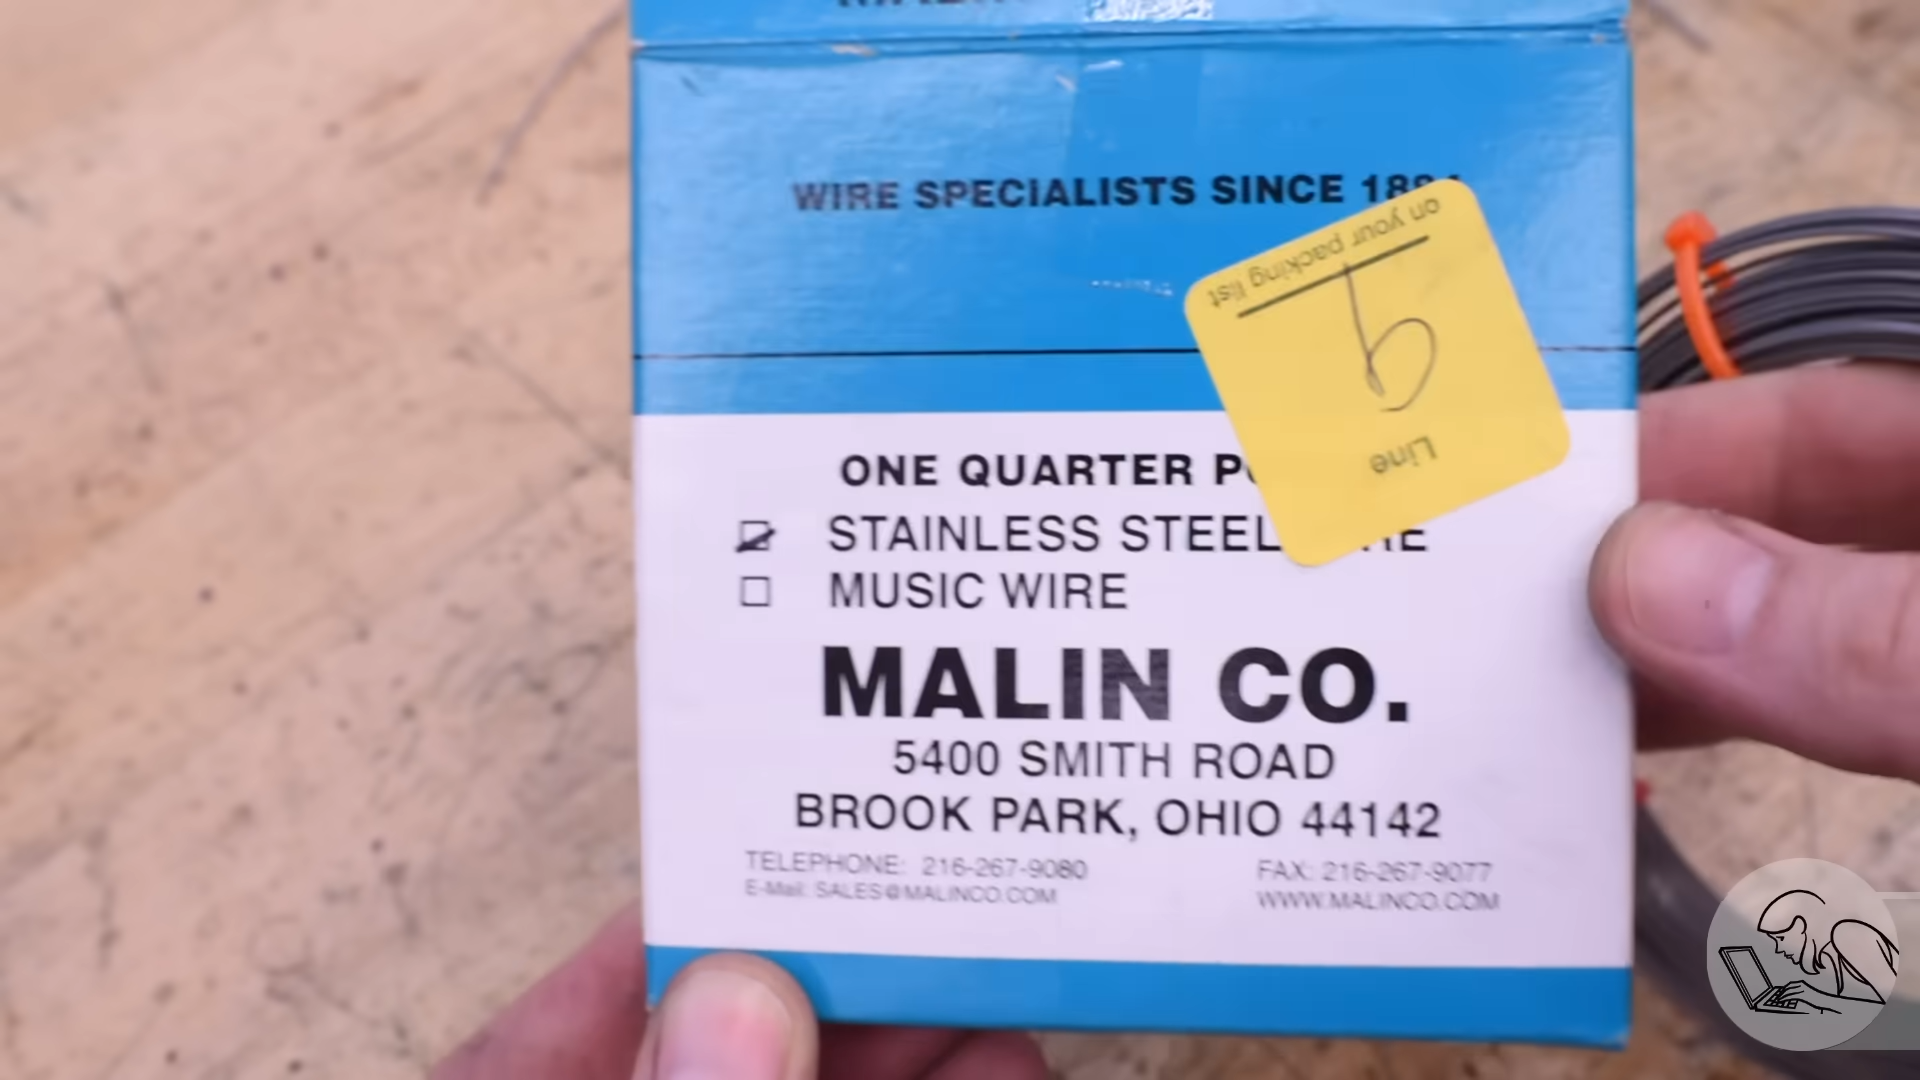 WIRE SPECIALISTS SINCE
on your packing list
Line
ONE QUARTER
STAINLESS STEEL
MUSIC WIRE
MALIN CO.
5400 SMITH ROAD
BROOK PARK, OHIO 44142
TELEPHONE: 216-267-9080 FAX: 216-267-9077
E-Mail: SALES@MALINCO.COM WWW.MALINCO.COM